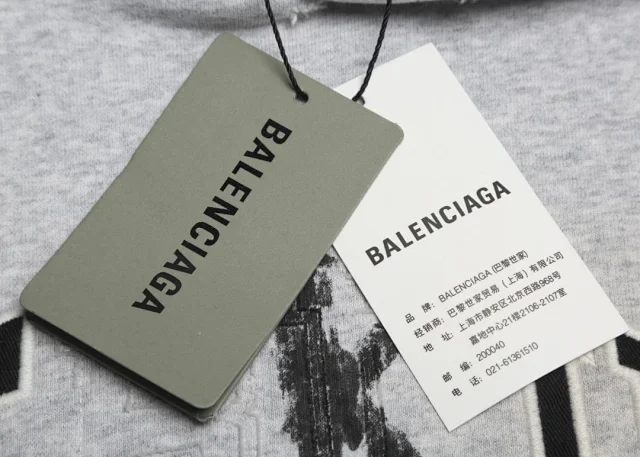 BALENCIAGA
BALENCIAGA
品 牌: BALENCIAGA (巴黎世家)
经销商: 巴黎世家贸易（上海）有限公司
地 址: 上海市静安区北京西路968号
嘉地中心21楼2106-2107室
邮 编: 200040
电 话: 021-61361510